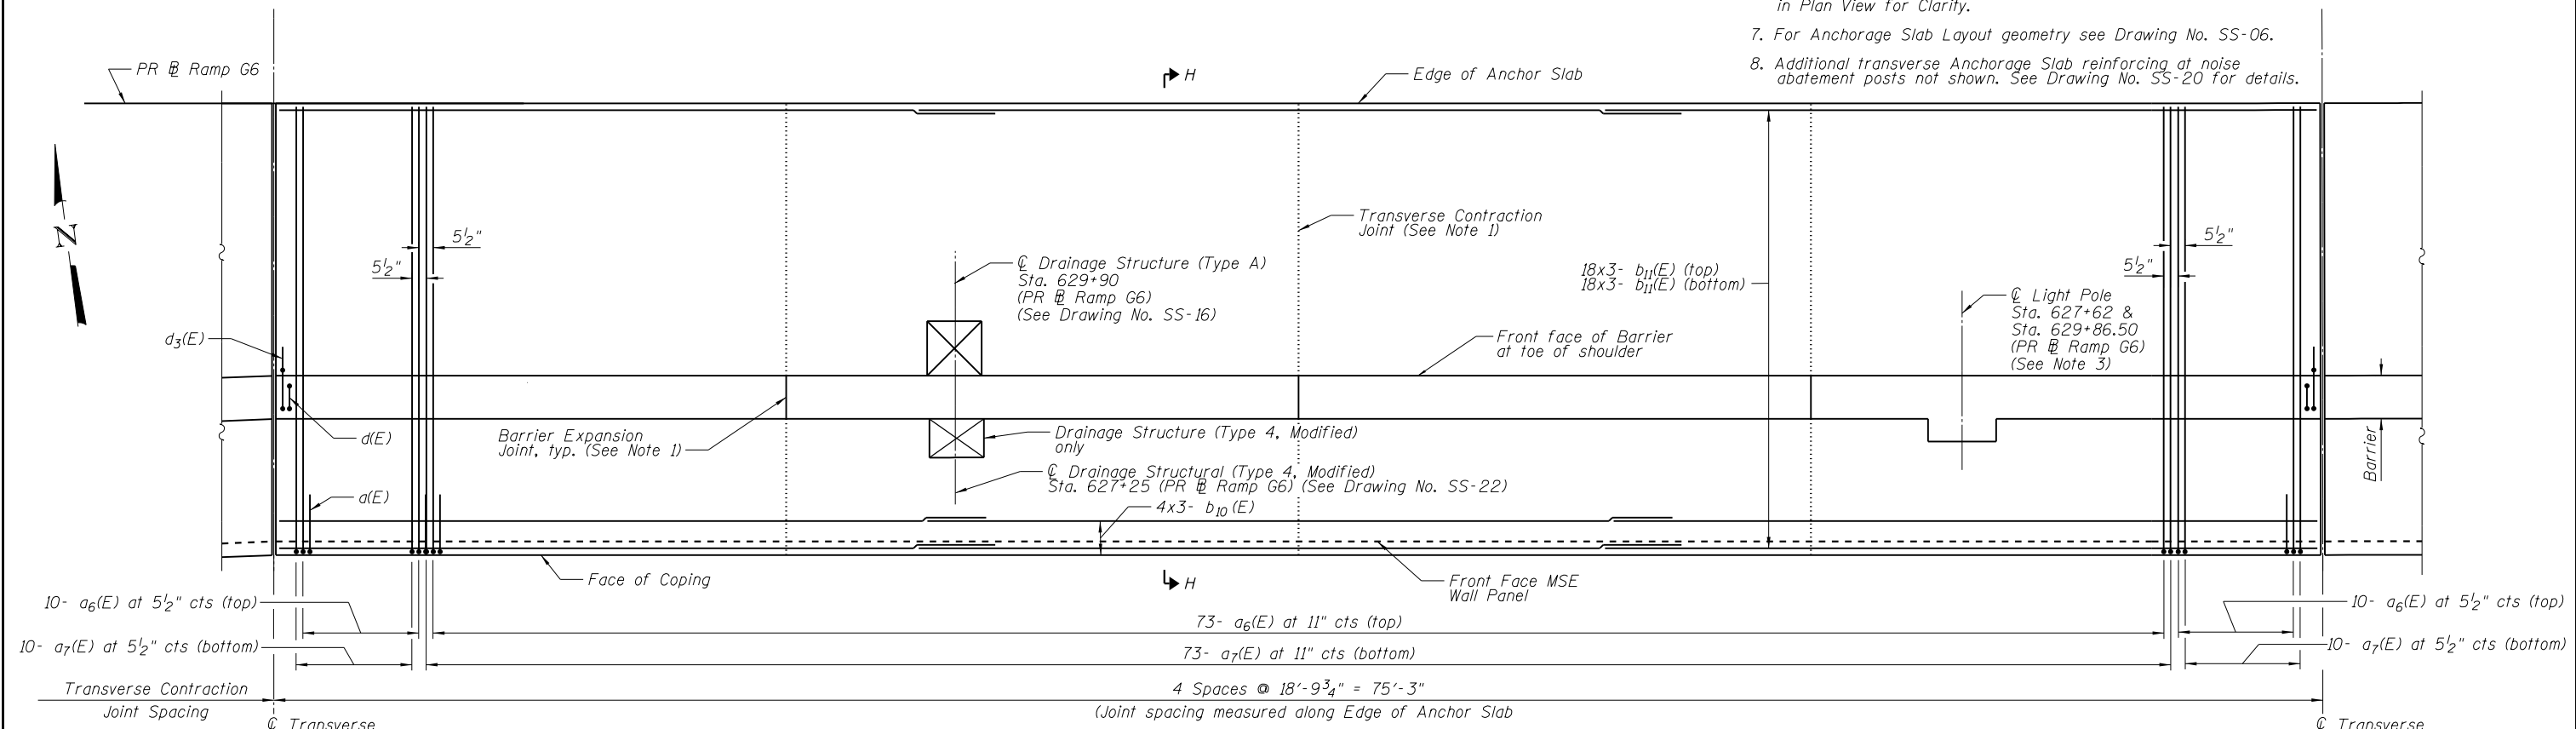 in Plan View for Clarity.
7. For Anchorage Slab Layout geometry see Drawing No. SS-06.
8. Additional transverse Anchorage Slab reinforcing at noise
abatement posts not shown. See Drawing No. SS-20 for details.
PR ℄ Ramp G6
H
Edge of Anchor Slab
N
5½"
5½"
Transverse Contraction
Joint (See Note 1)
℄ Drainage Structure (Type A)
Sta. 629+90
(PR ℄ Ramp G6)
(See Drawing No. SS-16)
18x3- b11(E) (top)
18x3- b11(E) (bottom)
5½"
5½"
℄ Light Pole
Sta. 627+62 &
Sta. 629+86.50
(PR ℄ Ramp G6)
(See Note 3)
d3(E)
Front face of Barrier
at toe of shoulder
d(E)
Barrier Expansion
Joint, typ. (See Note 1)
Drainage Structure (Type 4, Modified)
only
℄ Drainage Structural (Type 4, Modified)
Sta. 627+25 (PR ℄ Ramp G6) (See Drawing No. SS-22)
Barrier
a(E)
4x3- b10(E)
Face of Coping
H
Front Face MSE
Wall Panel
10- a6(E) at 5½" cts (top)
73- a6(E) at 11" cts (top)
10- a6(E) at 5½" cts (top)
10- a7(E) at 5½" cts (bottom)
73- a7(E) at 11" cts (bottom)
10- a7(E) at 5½" cts (bottom)
Transverse Contraction
Joint Spacing
4 Spaces @ 18'-9¾" = 75'-3"
(Joint spacing measured along Edge of Anchor Slab
℄ Transverse
℄ Transverse